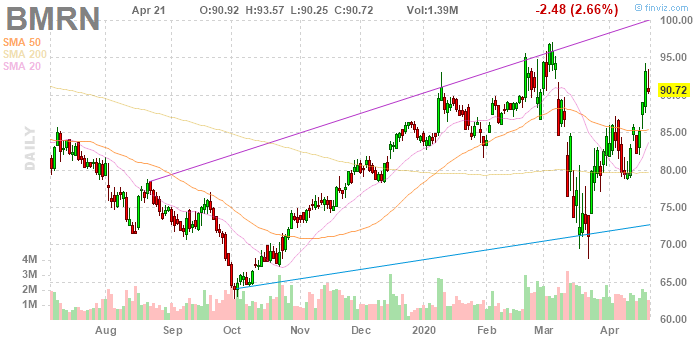 © finviz.com
BMRN Apr 21 O:90.92 H:93.57 L:90.25 C:90.72 Vol:1.39M -2.48 (2.66%)
SMA 50
SMA 200
SMA 20
DAILY
100.00
95.00
90.72
90.00
85.00
80.00
75.00
70.00
65.00
60.00
4M
3M
2M
1M
Aug Sep Oct Nov Dec 2020 Feb Mar Apr